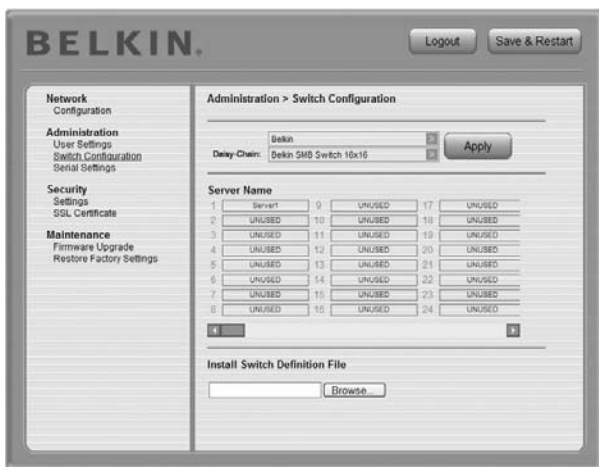 BELKIN.
Logout
Save & Restart
Network
Configuration
Administration
User Settings
Switch Configuration
Serial Settings
Security
Settings
SSL Certificate
Maintenance
Firmware Upgrade
Restore Factory Settings
Administration > Switch Configuration
Belkin
Daisy-Chain: Belkin SMB Switch 16x16
Apply
Server Name
1 Server1 9 UNUSED 17 UNUSED
2 UNUSED 10 UNUSED 18 UNUSED
3 UNUSED 11 UNUSED 19 UNUSED
4 UNUSED 12 UNUSED 20 UNUSED
5 UNUSED 13 UNUSED 21 UNUSED
6 UNUSED 14 UNUSED 22 UNUSED
7 UNUSED 15 UNUSED 23 UNUSED
8 UNUSED 16 UNUSED 24 UNUSED
Install Switch Definition File
Browse...